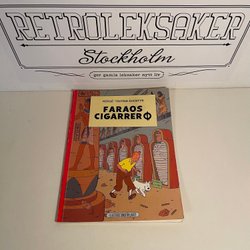 RETROLEKSAKER
Stockholm
ger gamla leksaker nytt liv
HERGÉ · TINTINS ÄVENTYR
FARAOS
CIGARRER